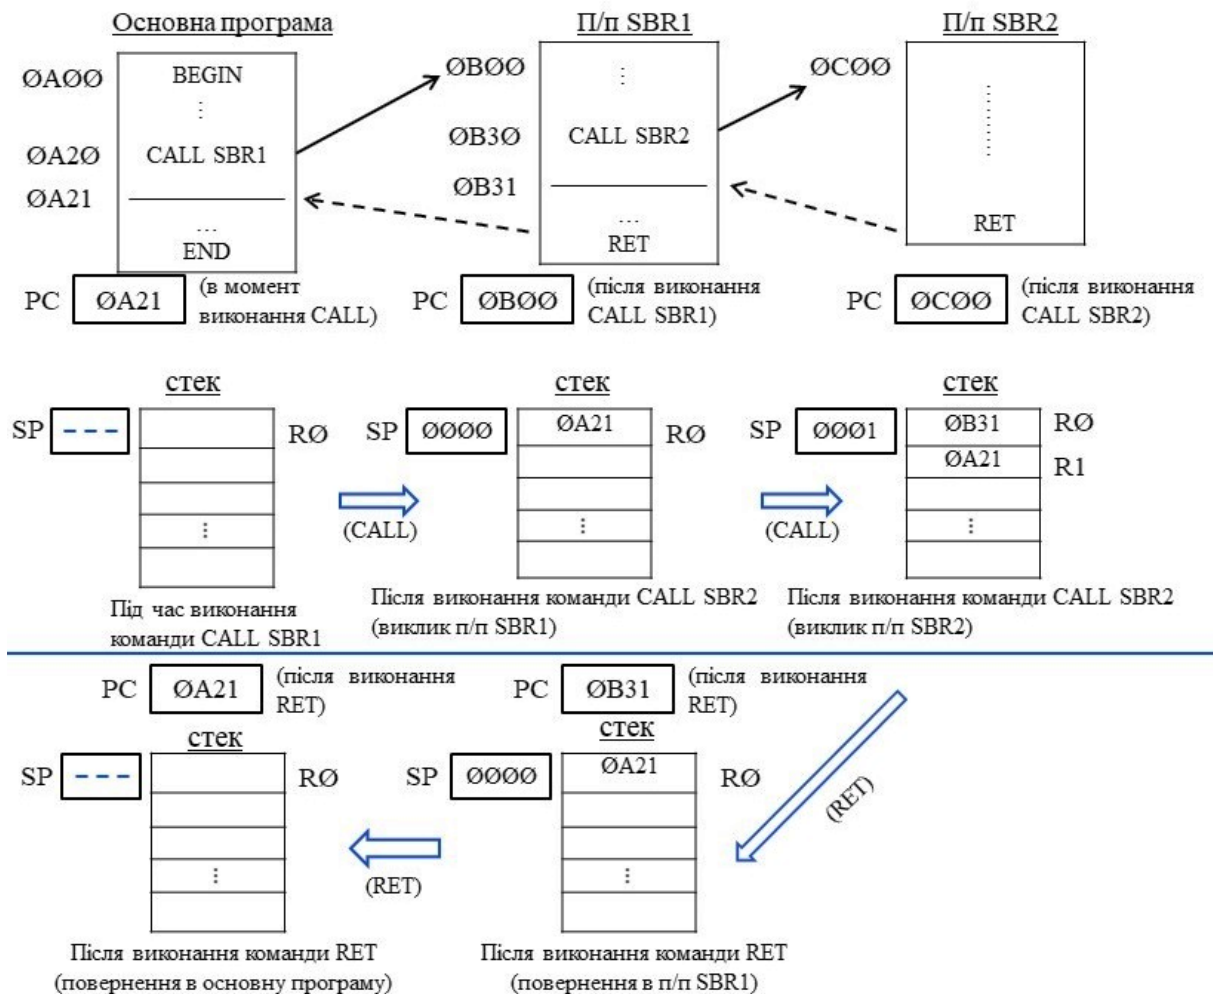 Основна програма
П/п SBR1
П/п SBR2
ØAØØ
BEGIN
⋮
ØA2Ø
CALL SBR1
ØA21
...
END
ØBØØ
⋮
ØB3Ø
CALL SBR2
ØB31
...
RET
ØCØØ
RET
PC ØA21 (в момент
виконання CALL)
PC ØBØØ (після виконання
CALL SBR1)
PC ØCØØ (після виконання
CALL SBR2)
стек
SP --- RØ
⋮
Під час виконання
команди CALL SBR1
(CALL)
стек
SP ØØØØ ØA21 RØ
⋮
Після виконання команди CALL SBR2
(виклик п/п SBR1)
(CALL)
стек
SP ØØØ1 ØB31 RØ
ØA21 R1
⋮
Після виконання команди CALL SBR2
(виклик п/п SBR2)
PC ØA21 (після виконання
RET)
стек
SP --- RØ
⋮
Після виконання команди RET
(повернення в основну програму)
(RET)
PC ØB31 (після виконання
RET)
стек
SP ØØØØ ØA21 RØ
⋮
Після виконання команди RET
(повернення в п/п SBR1)
(RET)